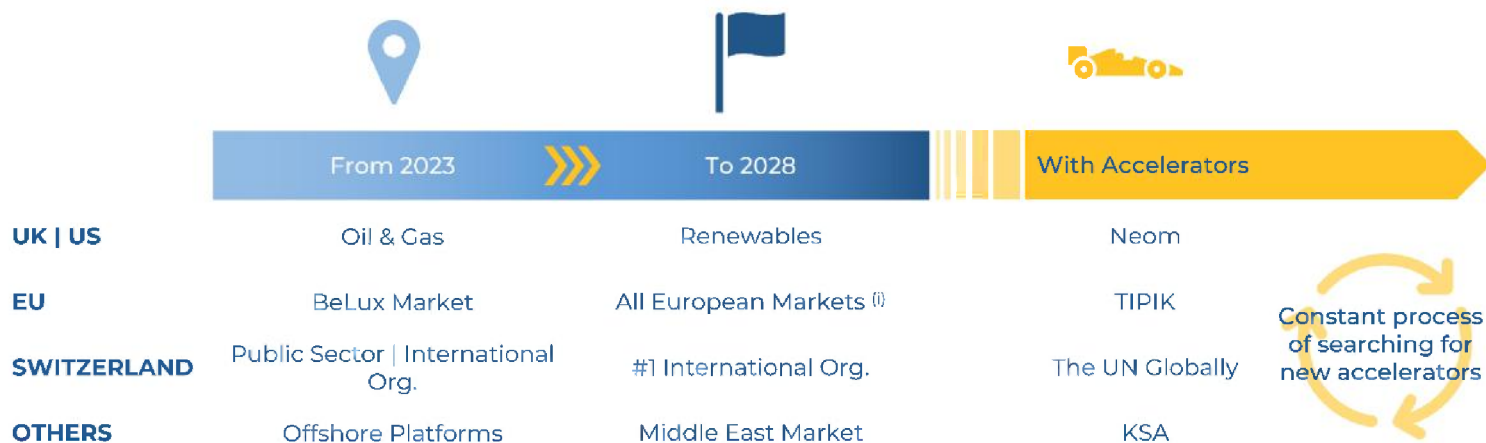 From 2023
To 2028
With Accelerators
UK | US
Oil & Gas
Renewables
Neom
EU
BeLux Market
All European Markets (i)
TIPIK
SWITZERLAND
Public Sector | International
Org.
#1 International Org.
The UN Globally
OTHERS
Offshore Platforms
Middle East Market
KSA
Constant process
of searching for
new accelerators